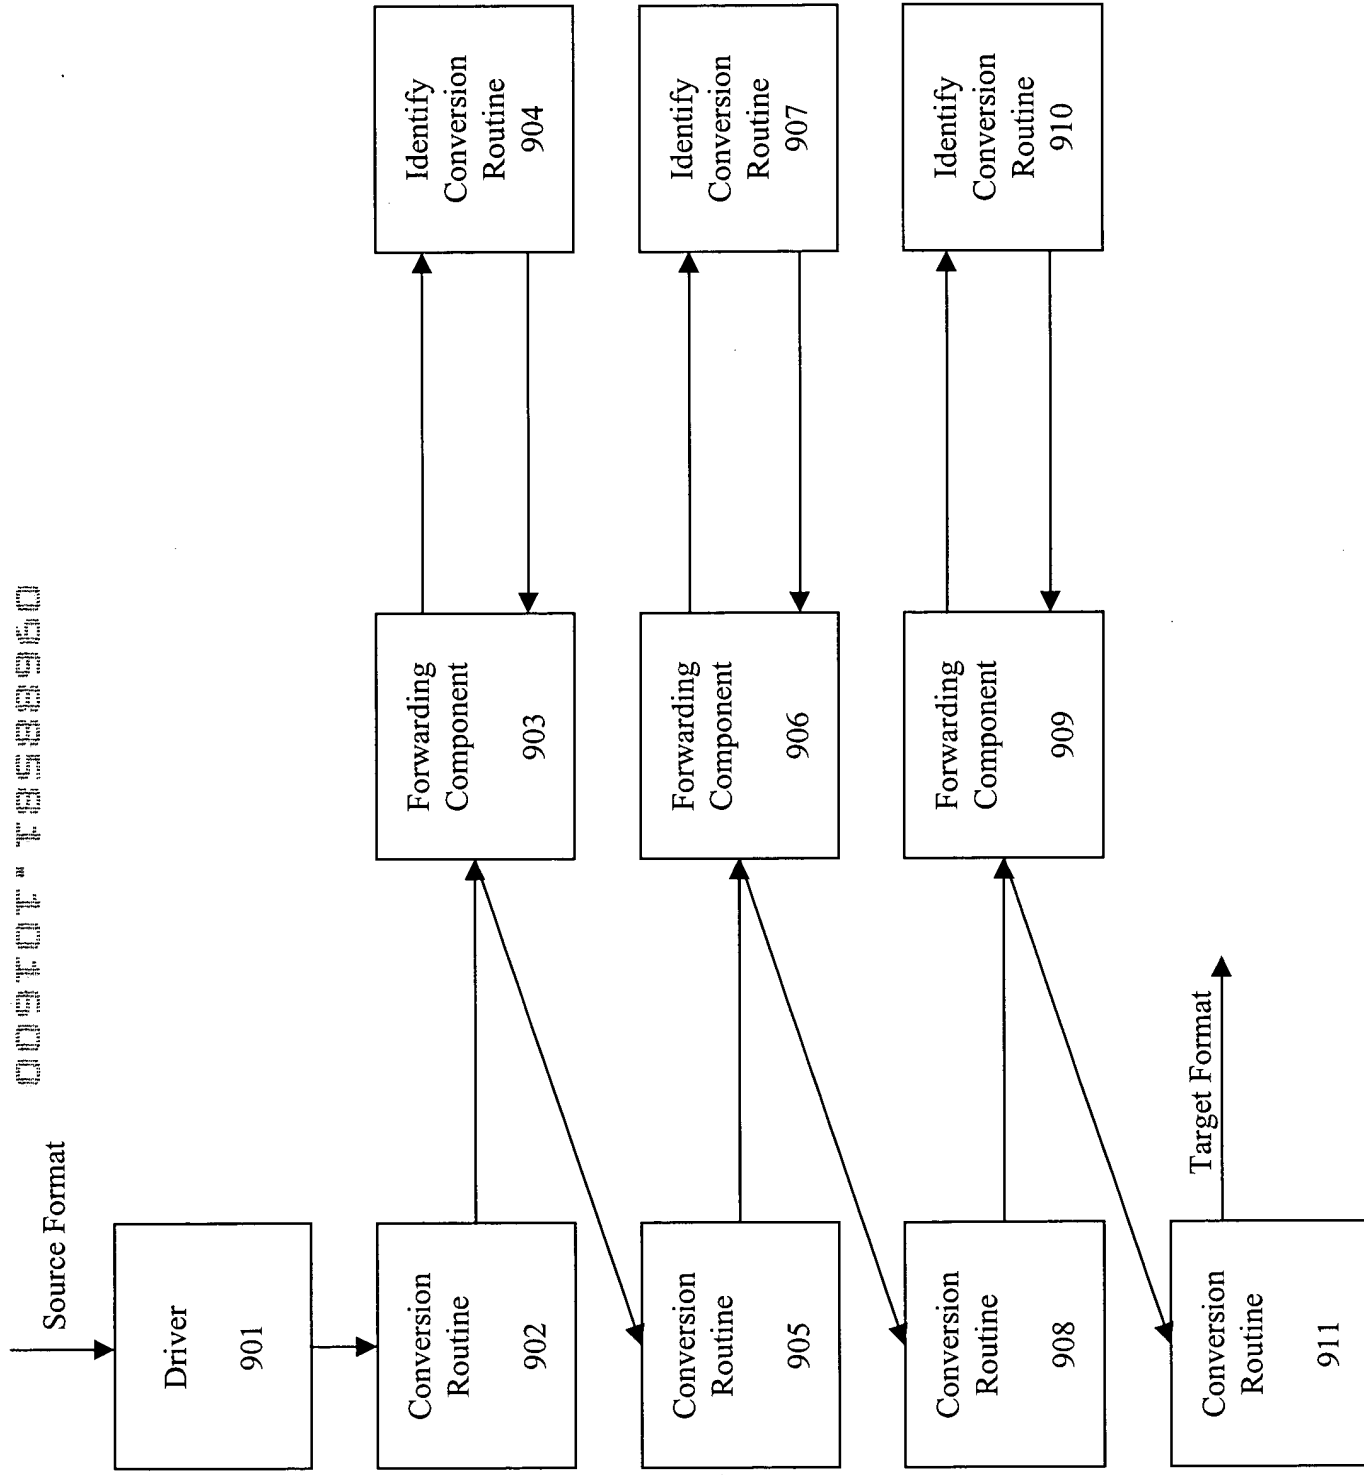 Source Format
Driver
901
Conversion
Routine
902
Forwarding
Component
903
Identify
Conversion
Routine
904
Conversion
Routine
905
Forwarding
Component
906
Identify
Conversion
Routine
907
Conversion
Routine
908
Forwarding
Component
909
Identify
Conversion
Routine
910
Conversion
Routine
911
Target Format